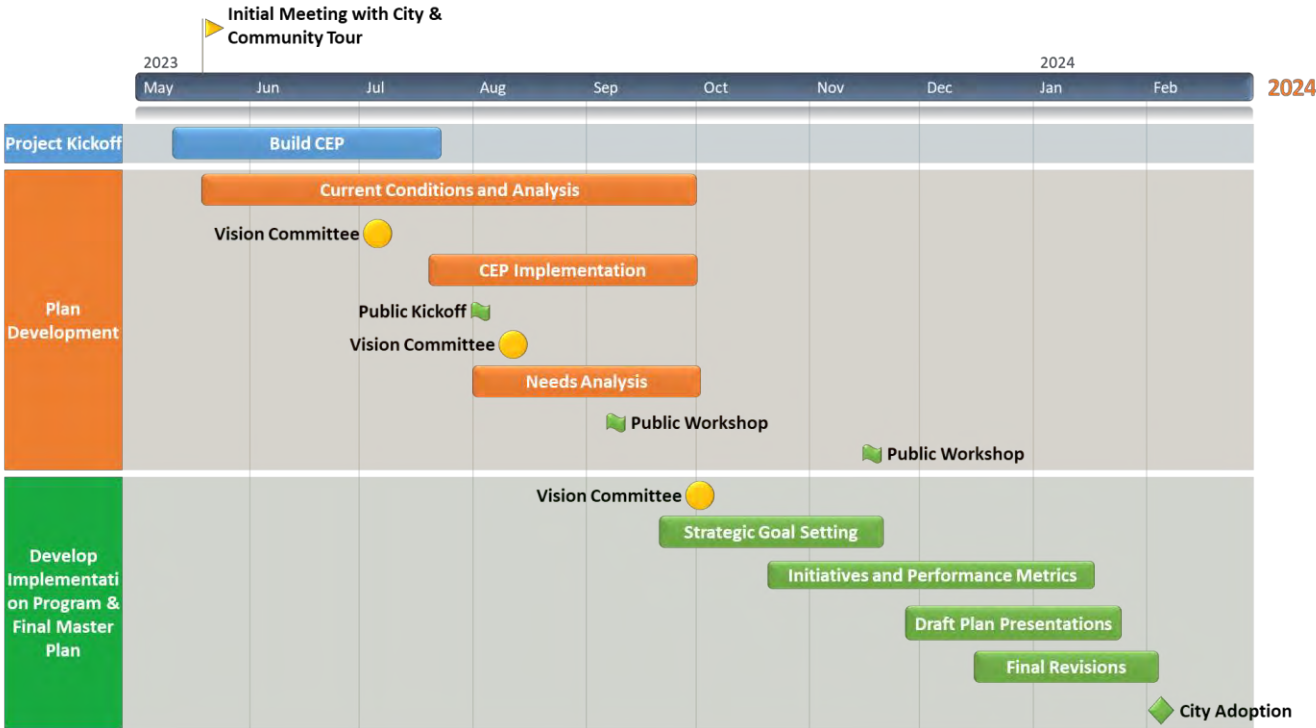 Initial Meeting with City &
Community Tour
2023
2024
May
Jun
Jul
Aug
Sep
Oct
Nov
Dec
Jan
Feb
2024
Project Kickoff
Build CEP
Plan
Development
Current Conditions and Analysis
Vision Committee
CEP Implementation
Public Kickoff
Vision Committee
Needs Analysis
Public Workshop
Public Workshop
Develop
Implementati
on Program &
Final Master
Plan
Vision Committee
Strategic Goal Setting
Initiatives and Performance Metrics
Draft Plan Presentations
Final Revisions
City Adoption